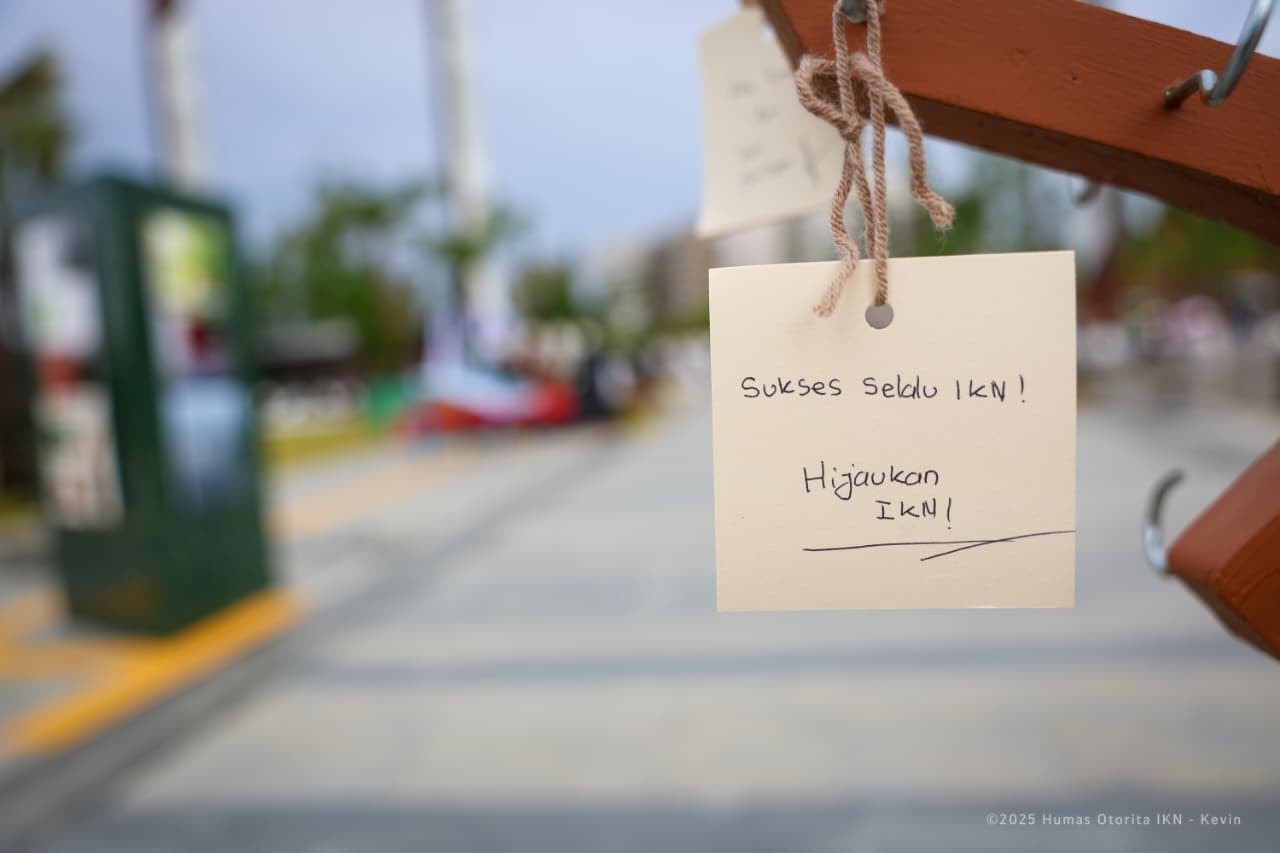 Sukses Selalu IKN!
Hijaukan
IKN!
©2025 Humas Otorita IKN - Kevin